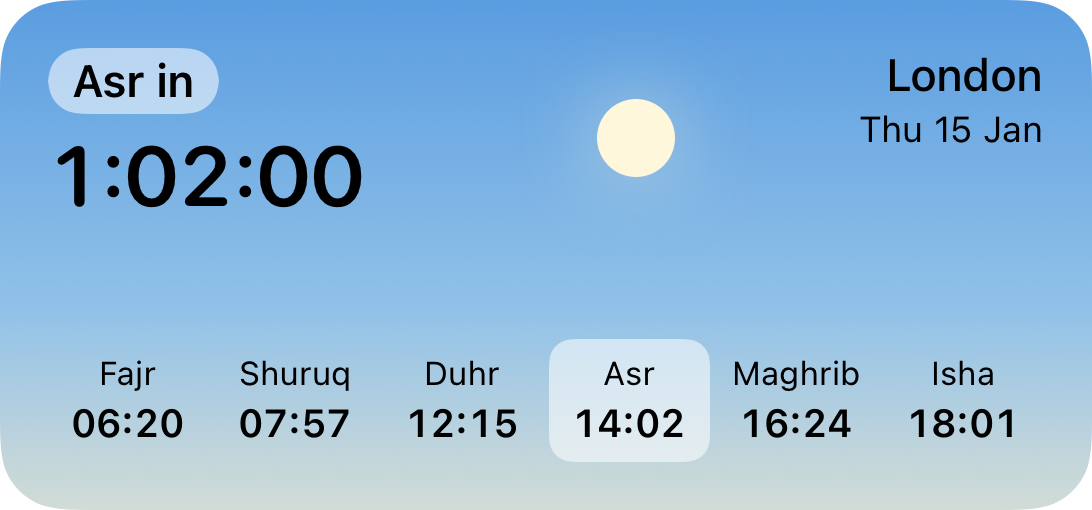 Asr in
1:02:00
London
Thu 15 Jan
Fajr Shuruq Duhr Asr Maghrib Isha
06:20 07:57 12:15 14:02 16:24 18:01